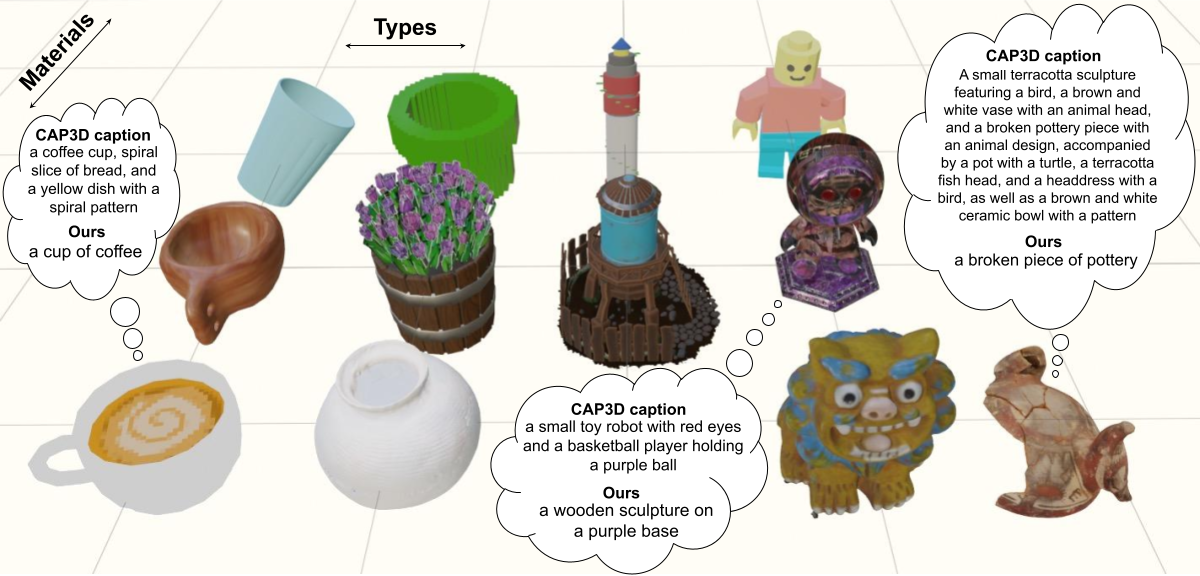 Materials
Types
CAP3D caption
a coffee cup, spiral
slice of bread, and
a yellow dish with a
spiral pattern
Ours
a cup of coffee
CAP3D caption
A small terracotta sculpture
featuring a bird, a brown and
white vase with an animal head,
and a broken pottery piece with
an animal design, accompanied
by a pot with a turtle, a terracotta
fish head, and a headdress with a
bird, as well as a brown and white
ceramic bowl with a pattern
Ours
a broken piece of pottery
CAP3D caption
a small toy robot with red eyes
and a basketball player holding
a purple ball
Ours
a wooden sculpture on
a purple base